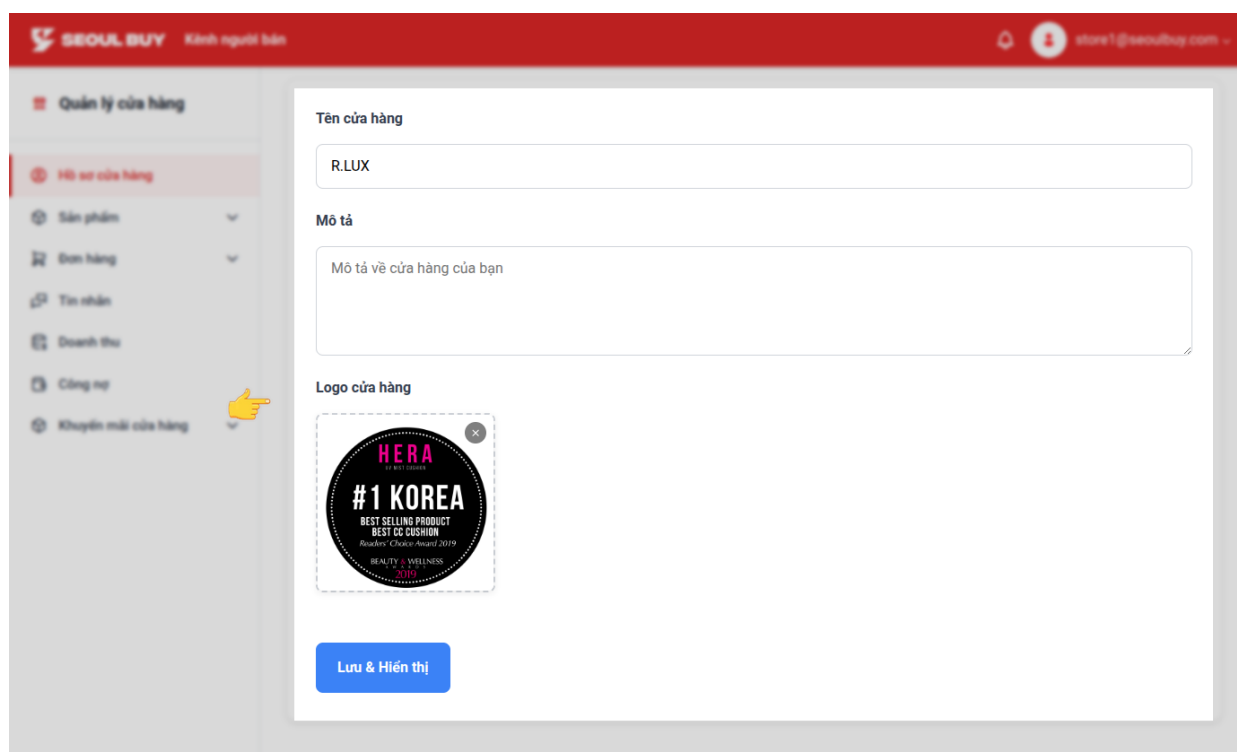 SEOUL BUY Kênh người bán
store1@seoulbuy.com
Quản lý cửa hàng
Hồ sơ cửa hàng
Sản phẩm
Đơn hàng
Tin nhắn
Doanh thu
Công nợ
Khuyến mãi cửa hàng
Tên cửa hàng
R.LUX
Mô tả
Mô tả về cửa hàng của bạn
Logo cửa hàng
HERA
#1 KOREA
BEST SELLING PRODUCT
BEST CC CUSHION
Readers' Choice Award 2019
BEAUTY & WELLNESS
AWARDS
2019
Lưu & Hiển thị